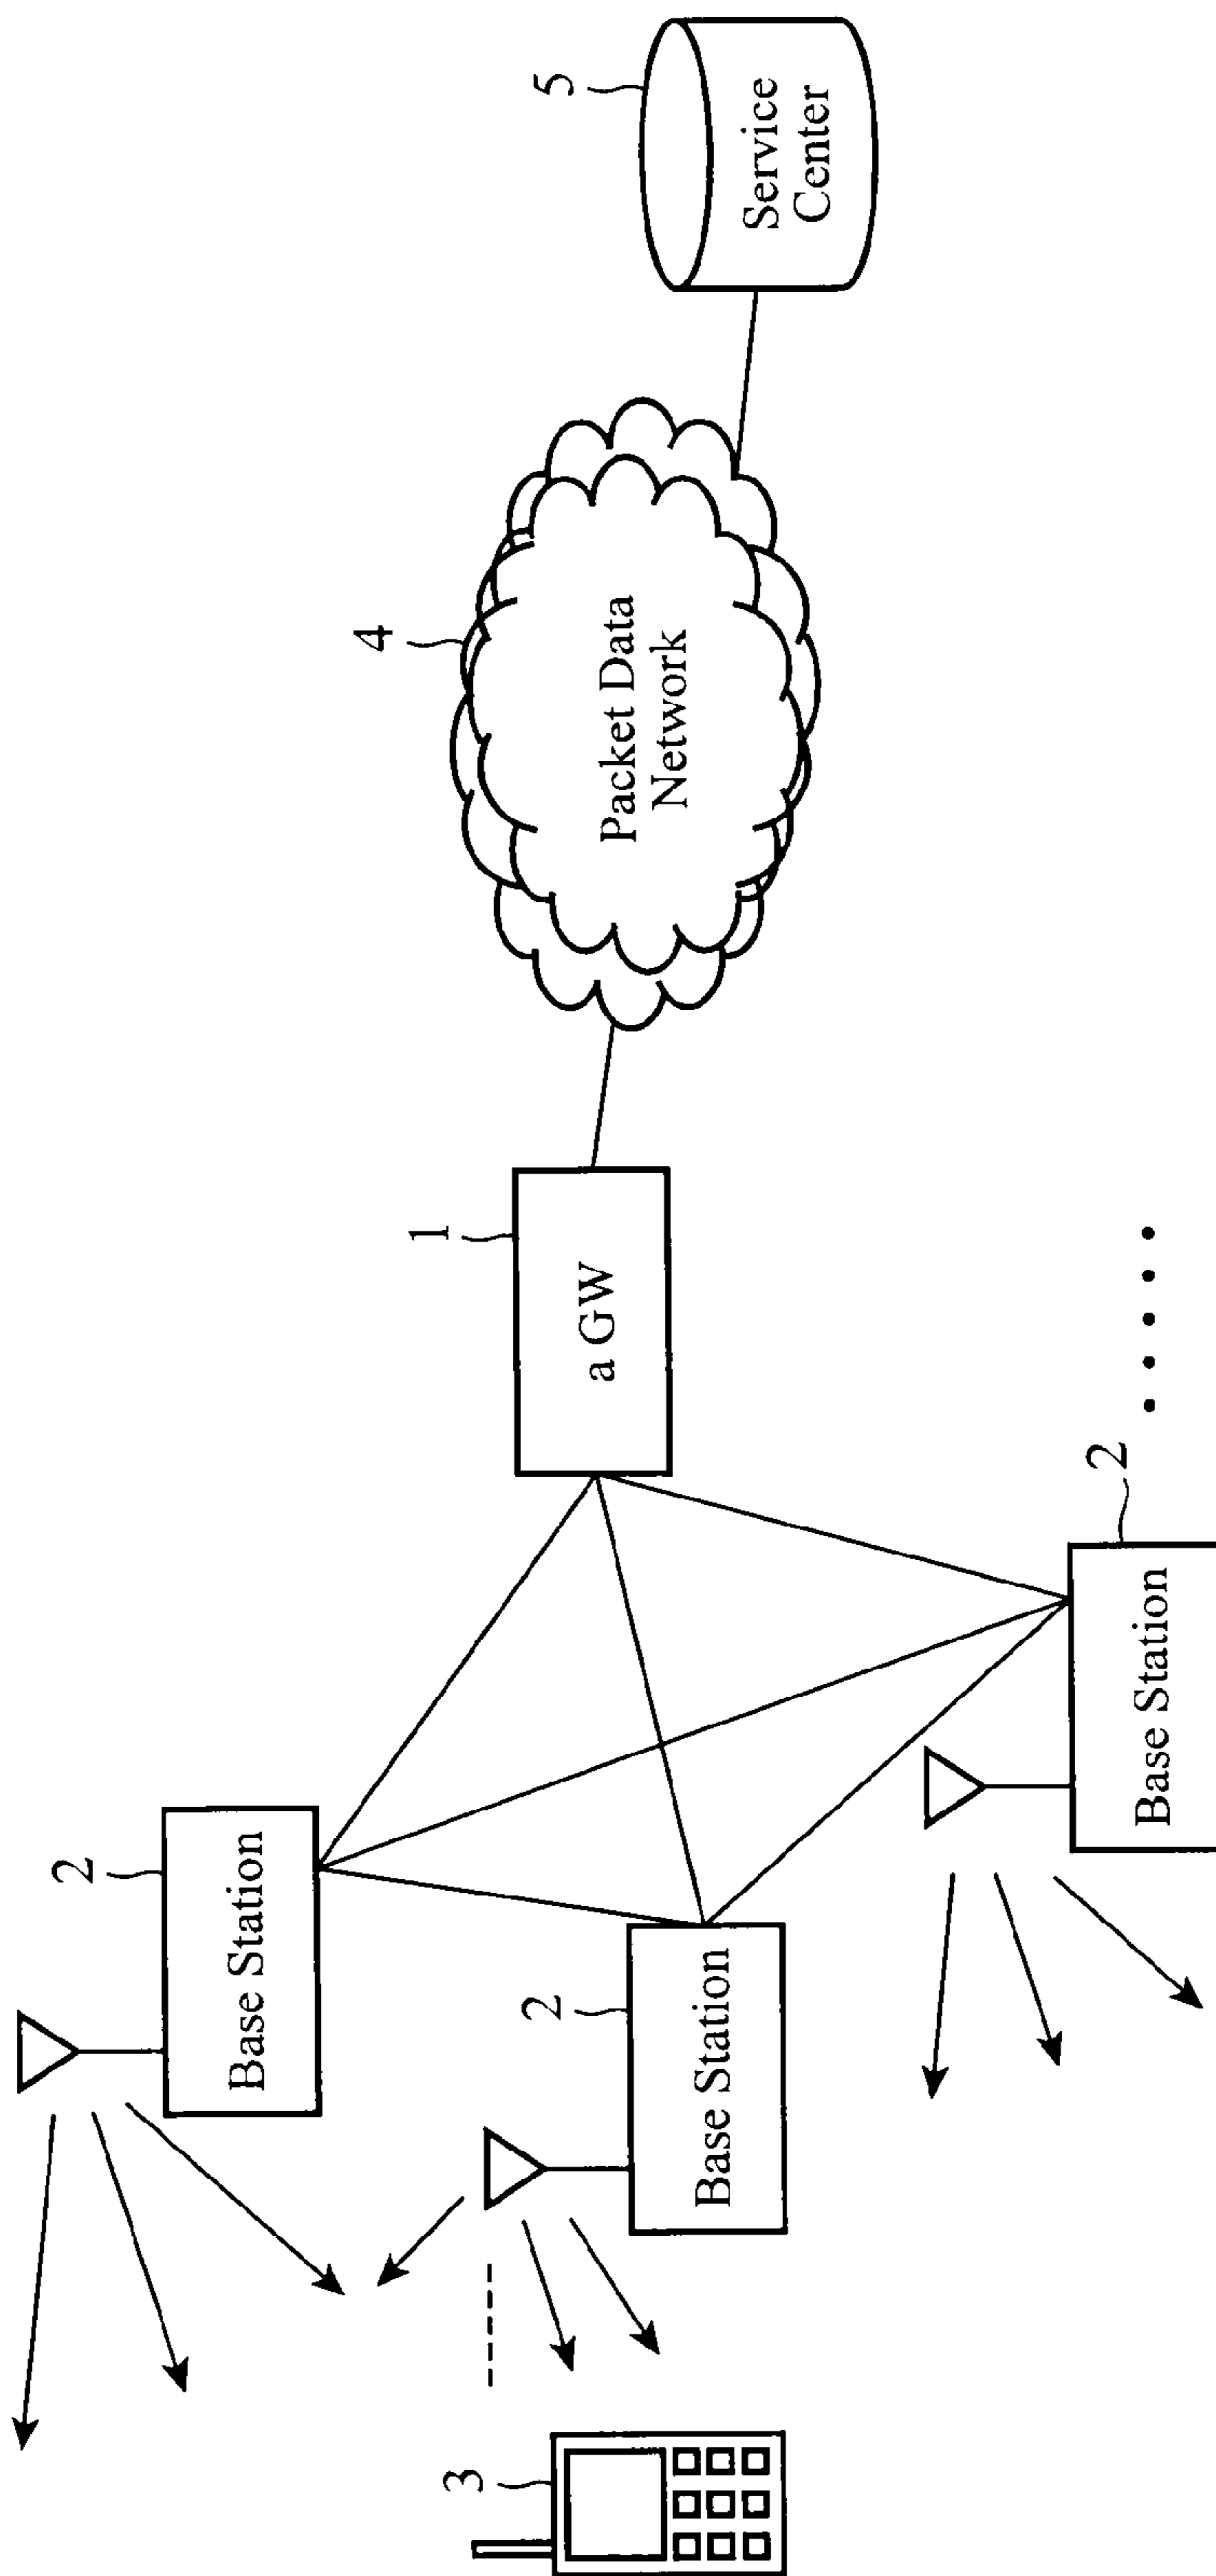 2
Base Station
3
2
Base Station
2
Base Station
1
a GW
4
Packet Data
Network
5
Service
Center